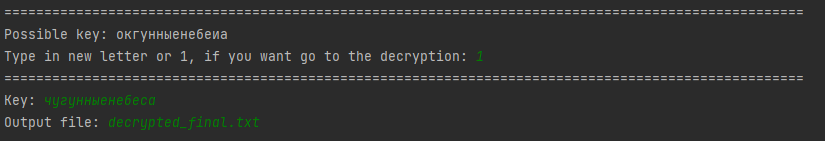 ====================================================================================================
Possible key: окгунныенебеиа
Type in new letter or 1, if you want go to the decryption: 1
====================================================================================================
Key: чугунныенебеса
Output file: decrypted_final.txt